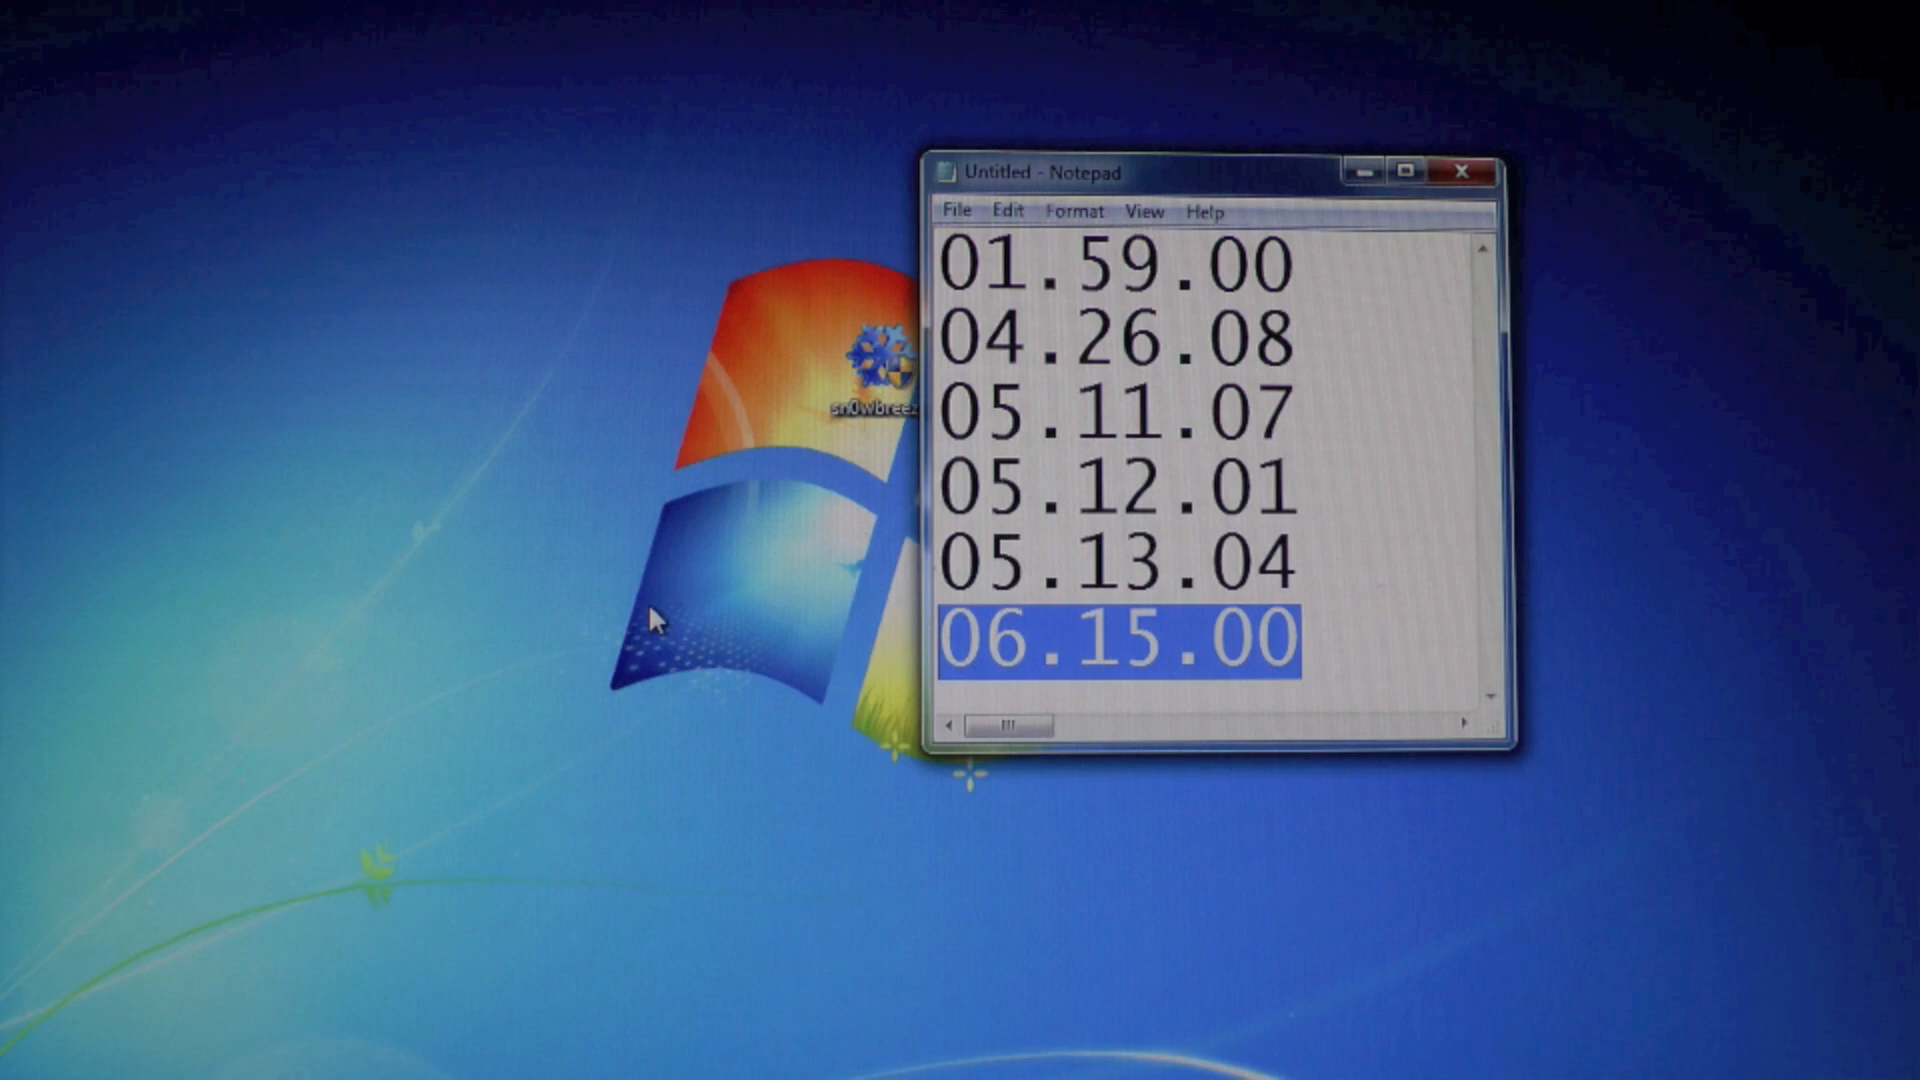 Untitled - Notepad
File Edit Format View Help
01.59.00
04.26.08
05.11.07
05.12.01
05.13.04
06.15.00
sn0wbreez